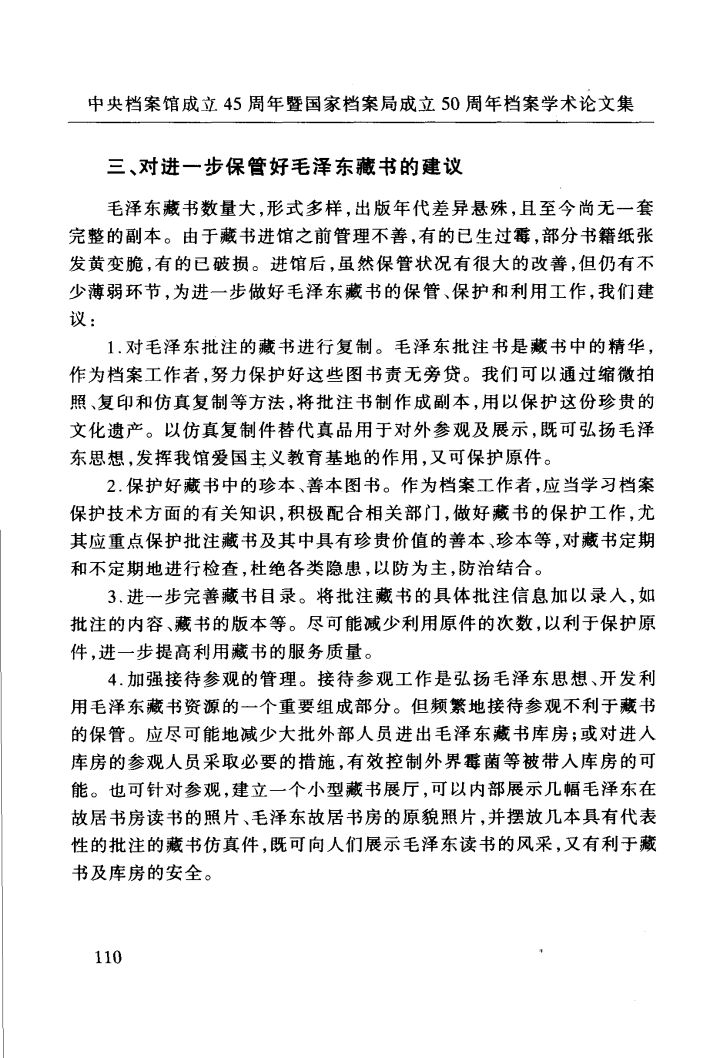 中央档案馆成立 45 周年暨国家档案局成立 50 周年档案学术论文集
三、对进一步保管好毛泽东藏书的建议
毛泽东藏书数量大,形式多样,出版年代差异悬殊,且至今尚无一套
完整的副本。由于藏书进馆之前管理不善,有的已生过霉,部分书籍纸张
发黄变脆,有的已破损。进馆后,虽然保管状况有很大的改善,但仍有不
少薄弱环节,为进一步做好毛泽东藏书的保管、保护和利用工作,我们建
议:
1.对毛泽东批注的藏书进行复制。毛泽东批注书是藏书中的精华,
作为档案工作者,努力保护好这些图书责无旁贷。我们可以通过缩微拍
照、复印和仿真复制等方法,将批注书制作成副本,用以保护这份珍贵的
文化遗产。以仿真复制件替代真品用于对外参观及展示,既可弘扬毛泽
东思想,发挥我馆爱国主义教育基地的作用,又可保护原件。
2.保护好藏书中的珍本、善本图书。作为档案工作者,应当学习档案
保护技术方面的有关知识,积极配合相关部门,做好藏书的保护工作,尤
其应重点保护批注藏书及其中具有珍贵价值的善本、珍本等,对藏书定期
和不定期地进行检查,杜绝各类隐患,以防为主,防治结合。
3.进一步完善藏书目录。将批注藏书的具体批注信息加以录入,如
批注的内容、藏书的版本等。尽可能减少利用原件的次数,以利于保护原
件,进一步提高利用藏书的服务质量。
4.加强接待参观的管理。接待参观工作是弘扬毛泽东思想、开发利
用毛泽东藏书资源的一个重要组成部分。但频繁地接待参观不利于藏书
的保管。应尽可能地减少大批外部人员进出毛泽东藏书库房;或对进入
库房的参观人员采取必要的措施,有效控制外界霉菌等被带入库房的可
能。也可针对参观,建立一个小型藏书展厅,可以内部展示几幅毛泽东在
故居书房读书的照片、毛泽东故居书房的原貌照片,并摆放几本具有代表
性的批注的藏书仿真件,既可向人们展示毛泽东读书的风采,又有利于藏
书及库房的安全。
110